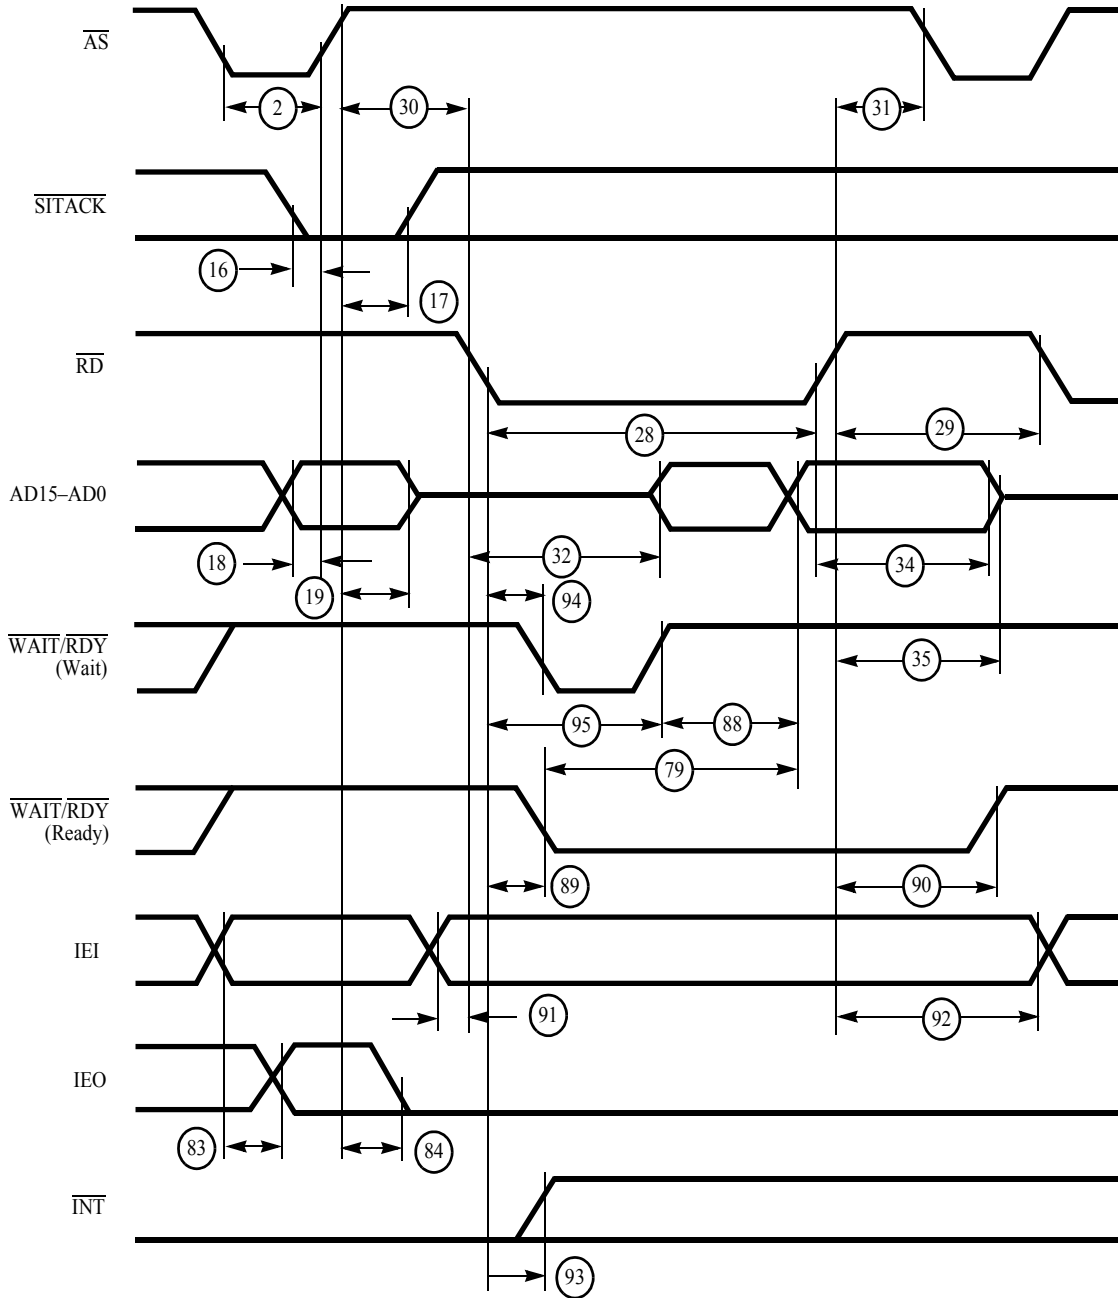 AS
2
30
31
SITACK
16
17
RD
28
29
AD15–AD0
18
19
32
94
34
WAIT/RDY
(Wait)
35
95
88
79
WAIT/RDY
(Ready)
89
90
IEI
91
92
IEO
83
84
INT
93